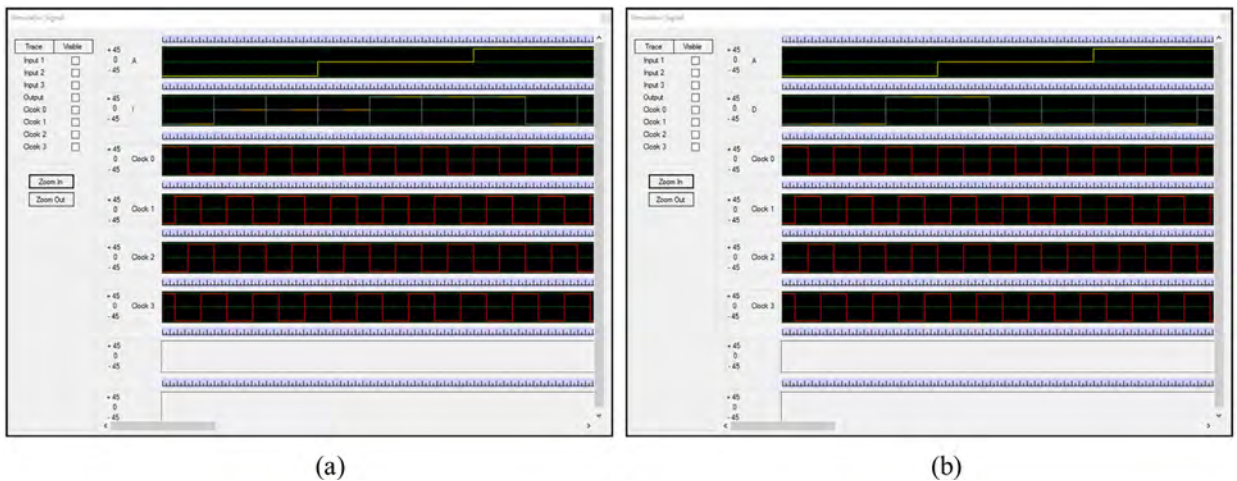 Simulation Signal
Trace Visible
Input 1
Input 2
Input 3
Output
Clock 0
Clock 1
Clock 2
Clock 3
Zoom In
Zoom Out
+ 45
0 A
- 45
+ 45
0 I
- 45
+ 45
0 Clock 0
- 45
+ 45
0 Clock 1
- 45
+ 45
0 Clock 2
- 45
+ 45
0 Clock 3
- 45
+ 45
0
- 45
+ 45
0
- 45
(a)
Simulation Signal
Trace Visible
Input 1
Input 2
Input 3
Output
Clock 0
Clock 1
Clock 2
Clock 3
Zoom In
Zoom Out
+ 45
0 A
- 45
+ 45
0 D
- 45
+ 45
0 Clock 0
- 45
+ 45
0 Clock 1
- 45
+ 45
0 Clock 2
- 45
+ 45
0 Clock 3
- 45
+ 45
0
- 45
+ 45
0
- 45
(b)